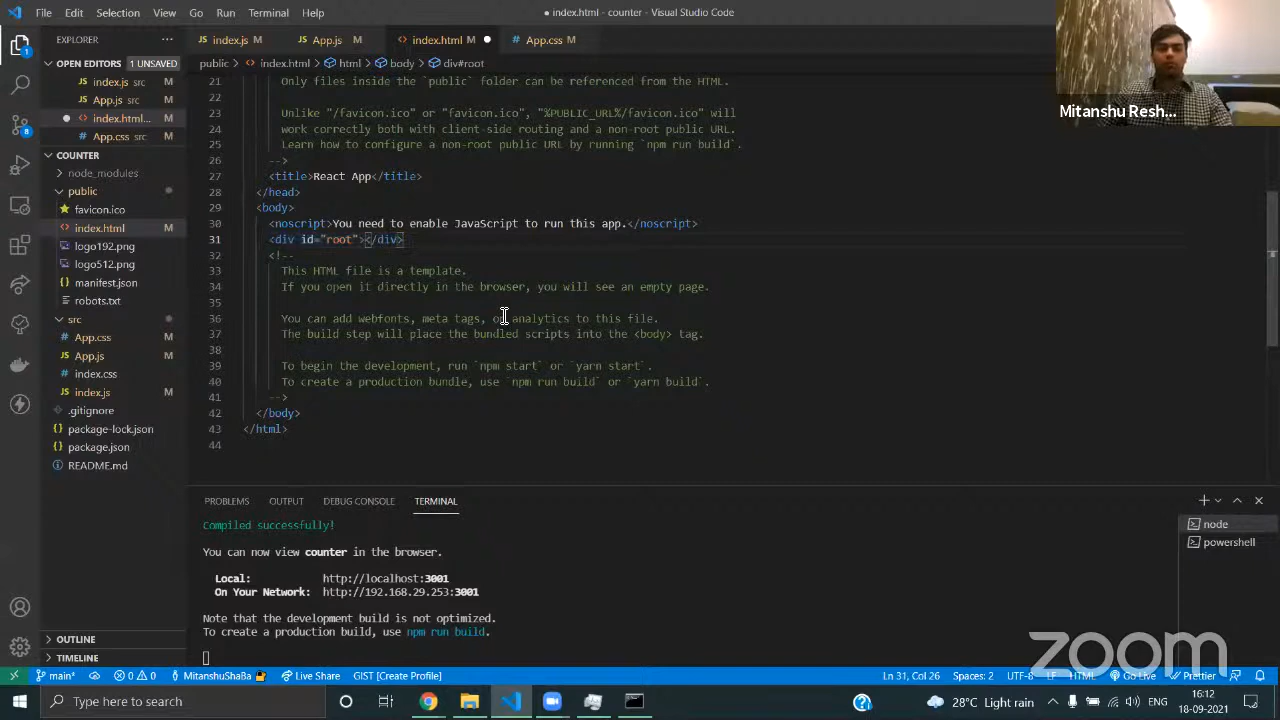 File Edit Selection View Go Run Terminal Help
● index.html - counter - Visual Studio Code
EXPLORER ...
index.js M App.js M index.html M ● App.css M
OPEN EDITORS 1 UNSAVED
index.js src M
App.js src M
index.html... M
App.css src M
COUNTER
node_modules
public
favicon.ico
index.html M
logo192.png
logo512.png
manifest.json
robots.txt
src
App.css M
App.js M
index.css
index.js M
.gitignore
package-lock.json
package.json
README.md
OUTLINE
TIMELINE
public > index.html > html > body > div#root
21 Only files inside the `public` folder can be referenced from the HTML.
22
23 Unlike "/favicon.ico" or "favicon.ico", "%PUBLIC_URL%/favicon.ico" will
24 work correctly both with client-side routing and a non-root public URL.
25 Learn how to configure a non-root public URL by running `npm run build`.
26 -->
27 <title>React App</title>
28 </head>
29 <body>
30 <noscript>You need to enable JavaScript to run this app.</noscript>
31 <div id="root"></div>
32 <!--
33 This HTML file is a template.
34 If you open it directly in the browser, you will see an empty page.
35
36 You can add webfonts, meta tags, or analytics to this file.
37 The build step will place the bundled scripts into the <body> tag.
38
39 To begin the development, run `npm start` or `yarn start`.
40 To create a production bundle, use `npm run build` or `yarn build`.
41 -->
42 </body>
43 </html>
44
Mitanshu Resh...
PROBLEMS OUTPUT DEBUG CONSOLE TERMINAL
Compiled successfully!
You can now view counter in the browser.
Local: http://localhost:3001
On Your Network: http://192.168.29.253:3001
Note that the development build is not optimized.
To create a production build, use npm run build.
node
powershell
zoom
main* 0 0 MitanshuShaBa Live Share GIST [Create Profile] Ln 31, Col 26 Spaces: 2 UTF-8 LF HTML Go Live Prettier
1
8
Type here to search
28°C Light rain ENG 16:12
18-09-2021